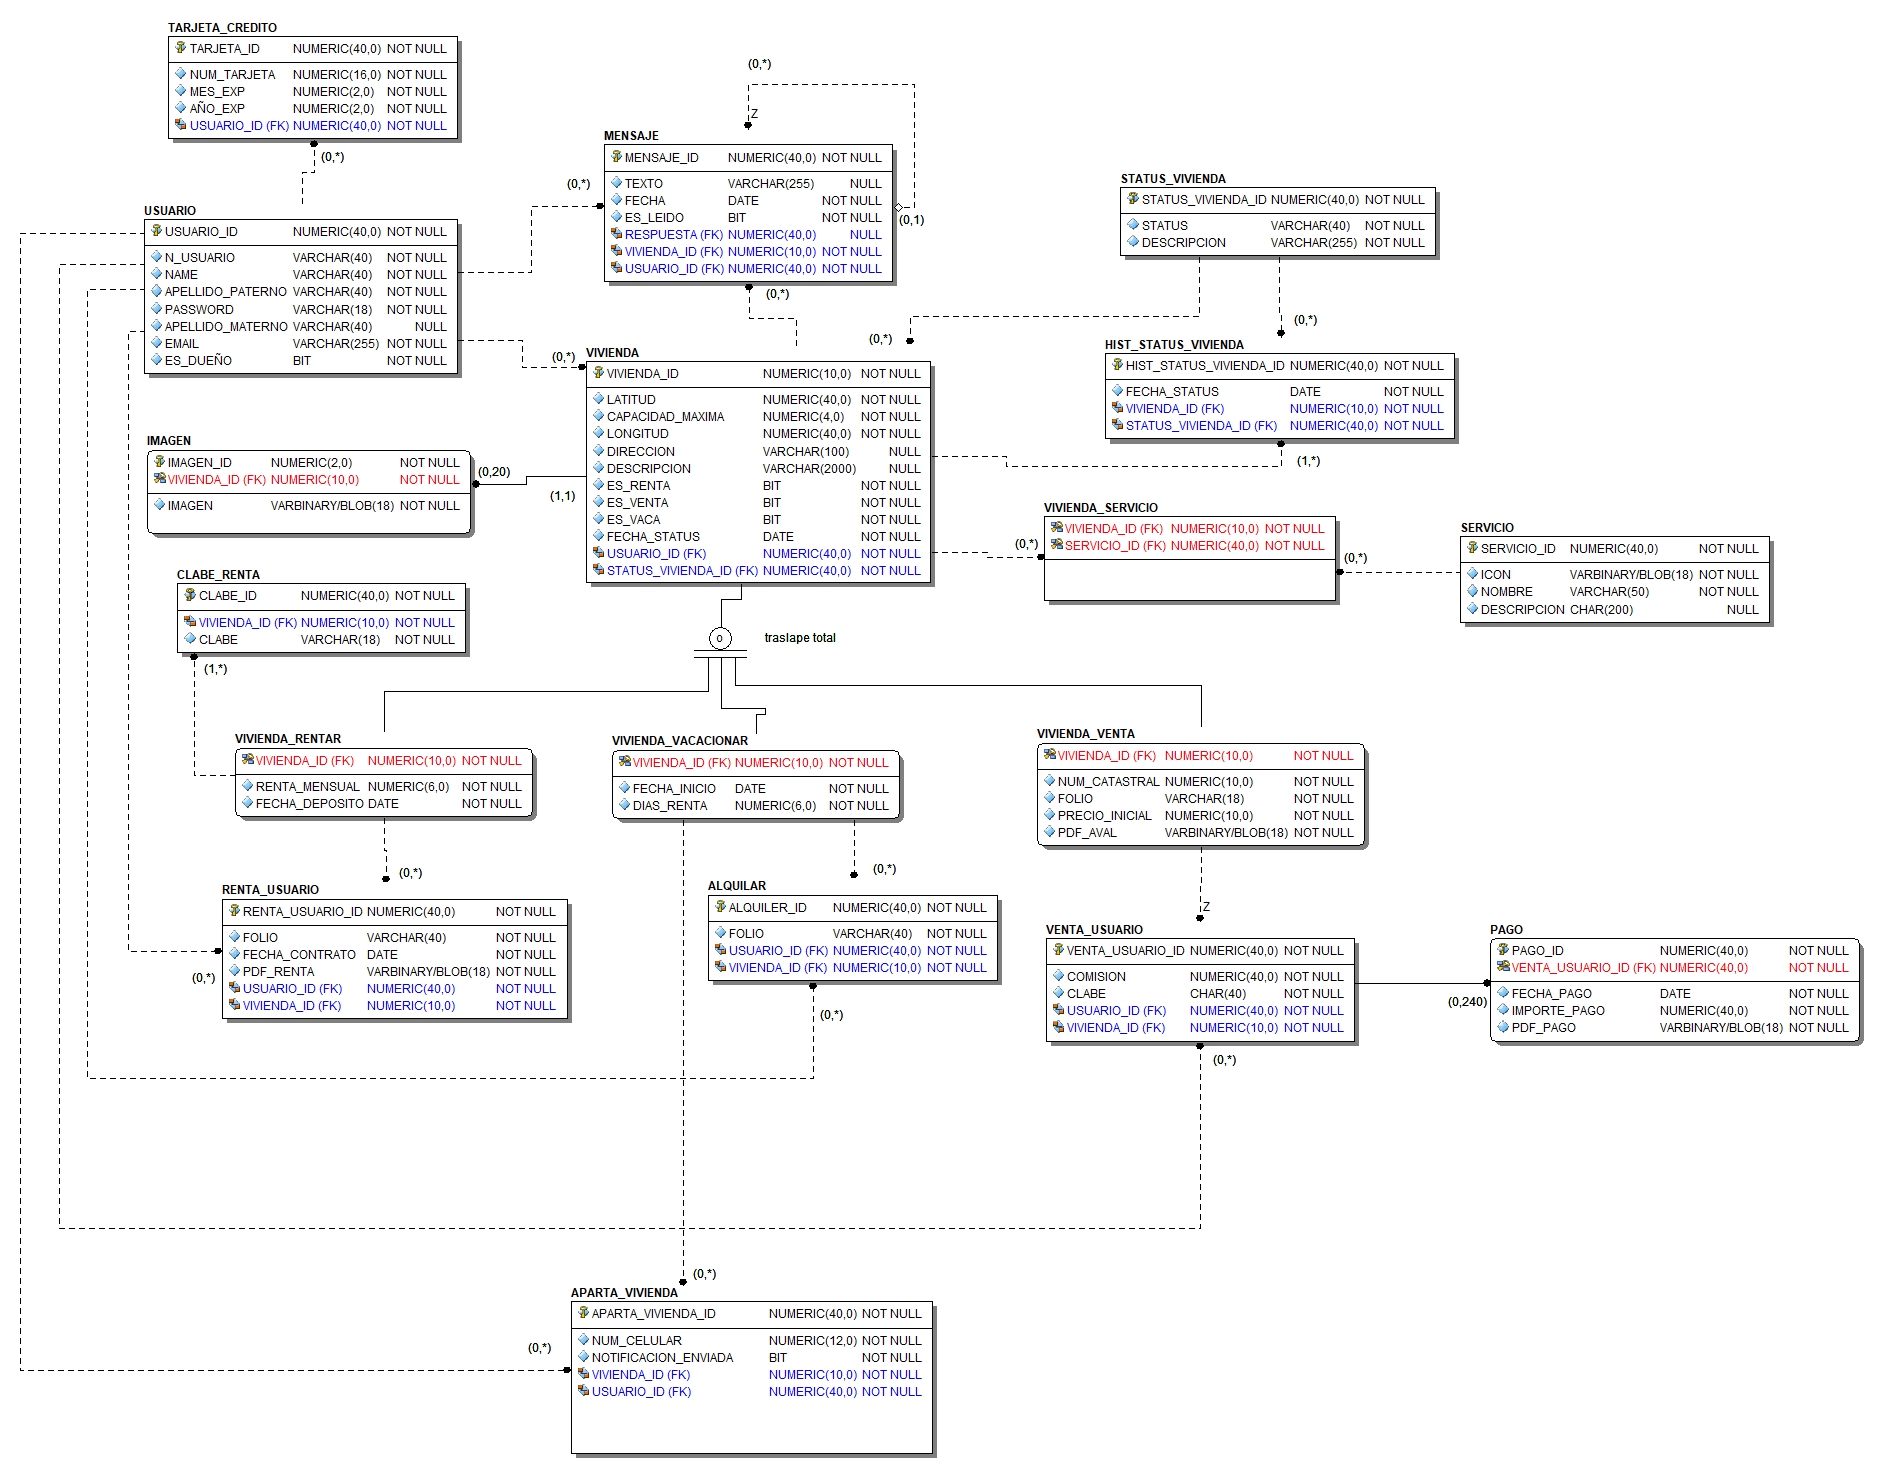 TARJETA_CREDITO
TARJETA_ID NUMERIC(40,0) NOT NULL
NUM_TARJETA NUMERIC(16,0) NOT NULL
MES_EXP NUMERIC(2,0) NOT NULL
AÑO_EXP NUMERIC(2,0) NOT NULL
USUARIO_ID (FK) NUMERIC(40,0) NOT NULL
(0,*)
(0,*)
Z
MENSAJE
MENSAJE_ID NUMERIC(40,0) NOT NULL
TEXTO VARCHAR(255) NULL
FECHA DATE NOT NULL
ES_LEIDO BIT NOT NULL
RESPUESTA (FK) NUMERIC(40,0) NULL
VIVIENDA_ID (FK) NUMERIC(10,0) NOT NULL
USUARIO_ID (FK) NUMERIC(40,0) NOT NULL
(0,*)
(0,1)
(0,*)
STATUS_VIVIENDA
STATUS_VIVIENDA_ID NUMERIC(40,0) NOT NULL
STATUS VARCHAR(40) NOT NULL
DESCRIPCION VARCHAR(255) NOT NULL
(0,*)
(0,*)
USUARIO
USUARIO_ID NUMERIC(40,0) NOT NULL
N_USUARIO VARCHAR(40) NOT NULL
NAME VARCHAR(40) NOT NULL
APELLIDO_PATERNO VARCHAR(40) NOT NULL
PASSWORD VARCHAR(18) NOT NULL
APELLIDO_MATERNO VARCHAR(40) NULL
EMAIL VARCHAR(255) NOT NULL
ES_DUEÑO BIT NOT NULL
(0,*)
VIVIENDA
VIVIENDA_ID NUMERIC(10,0) NOT NULL
LATITUD NUMERIC(40,0) NOT NULL
CAPACIDAD_MAXIMA NUMERIC(4,0) NOT NULL
LONGITUD NUMERIC(40,0) NOT NULL
DIRECCION VARCHAR(100) NULL
DESCRIPCION VARCHAR(2000) NULL
ES_RENTA BIT NOT NULL
ES_VENTA BIT NOT NULL
ES_VACA BIT NOT NULL
FECHA_STATUS DATE NOT NULL
USUARIO_ID (FK) NUMERIC(40,0) NOT NULL
STATUS_VIVIENDA_ID (FK) NUMERIC(40,0) NOT NULL
HIST_STATUS_VIVIENDA
HIST_STATUS_VIVIENDA_ID NUMERIC(40,0) NOT NULL
FECHA_STATUS DATE NOT NULL
VIVIENDA_ID (FK) NUMERIC(10,0) NOT NULL
STATUS_VIVIENDA_ID (FK) NUMERIC(40,0) NOT NULL
(1,*)
IMAGEN
IMAGEN_ID NUMERIC(2,0) NOT NULL
VIVIENDA_ID (FK) NUMERIC(10,0) NOT NULL
IMAGEN VARBINARY/BLOB(18) NOT NULL
(0,20)
(1,1)
VIVIENDA_SERVICIO
VIVIENDA_ID (FK) NUMERIC(10,0) NOT NULL
SERVICIO_ID (FK) NUMERIC(40,0) NOT NULL
(0,*)
(0,*)
SERVICIO
SERVICIO_ID NUMERIC(40,0) NOT NULL
ICON VARBINARY/BLOB(18) NOT NULL
NOMBRE VARCHAR(50) NOT NULL
DESCRIPCION CHAR(200) NULL
CLABE_RENTA
CLABE_ID NUMERIC(40,0) NOT NULL
VIVIENDA_ID (FK) NUMERIC(10,0) NOT NULL
CLABE VARCHAR(18) NOT NULL
(1,*)
o
traslape total
VIVIENDA_RENTAR
VIVIENDA_ID (FK) NUMERIC(10,0) NOT NULL
RENTA_MENSUAL NUMERIC(6,0) NOT NULL
FECHA_DEPOSITO DATE NOT NULL
(0,*)
VIVIENDA_VACACIONAR
VIVIENDA_ID (FK) NUMERIC(10,0) NOT NULL
FECHA_INICIO DATE NOT NULL
DIAS_RENTA NUMERIC(6,0) NOT NULL
(0,*)
VIVIENDA_VENTA
VIVIENDA_ID (FK) NUMERIC(10,0) NOT NULL
NUM_CATASTRAL NUMERIC(10,0) NOT NULL
FOLIO VARCHAR(18) NOT NULL
PRECIO_INICIAL NUMERIC(10,0) NOT NULL
PDF_AVAL VARBINARY/BLOB(18) NOT NULL
Z
RENTA_USUARIO
RENTA_USUARIO_ID NUMERIC(40,0) NOT NULL
FOLIO VARCHAR(40) NOT NULL
FECHA_CONTRATO DATE NOT NULL
PDF_RENTA VARBINARY/BLOB(18) NOT NULL
USUARIO_ID (FK) NUMERIC(40,0) NOT NULL
VIVIENDA_ID (FK) NUMERIC(10,0) NOT NULL
(0,*)
ALQUILAR
ALQUILER_ID NUMERIC(40,0) NOT NULL
FOLIO VARCHAR(40) NOT NULL
USUARIO_ID (FK) NUMERIC(40,0) NOT NULL
VIVIENDA_ID (FK) NUMERIC(10,0) NOT NULL
(0,*)
VENTA_USUARIO
VENTA_USUARIO_ID NUMERIC(40,0) NOT NULL
COMISION NUMERIC(40,0) NOT NULL
CLABE CHAR(40) NOT NULL
USUARIO_ID (FK) NUMERIC(40,0) NOT NULL
VIVIENDA_ID (FK) NUMERIC(10,0) NOT NULL
(0,*)
(0,240)
PAGO
PAGO_ID NUMERIC(40,0) NOT NULL
VENTA_USUARIO_ID (FK) NUMERIC(40,0) NOT NULL
FECHA_PAGO DATE NOT NULL
IMPORTE_PAGO NUMERIC(40,0) NOT NULL
PDF_PAGO VARBINARY/BLOB(18) NOT NULL
(0,*)
(0,*)
APARTA_VIVIENDA
APARTA_VIVIENDA_ID NUMERIC(40,0) NOT NULL
NUM_CELULAR NUMERIC(12,0) NOT NULL
NOTIFICACION_ENVIADA BIT NOT NULL
VIVIENDA_ID (FK) NUMERIC(10,0) NOT NULL
USUARIO_ID (FK) NUMERIC(40,0) NOT NULL